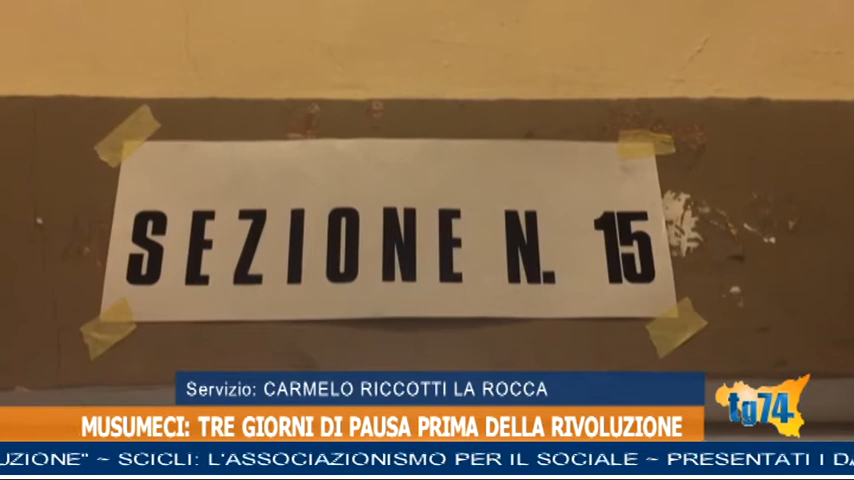 SEZIONE N. 15
Servizio: CARMELO RICCOTTI LA ROCCA
tg74
MUSUMECI: TRE GIORNI DI PAUSA PRIMA DELLA RIVOLUZIONE
UZIONE" ~ SCICLI: L'ASSOCIAZIONISMO PER IL SOCIALE ~ PRESENTATI I DA